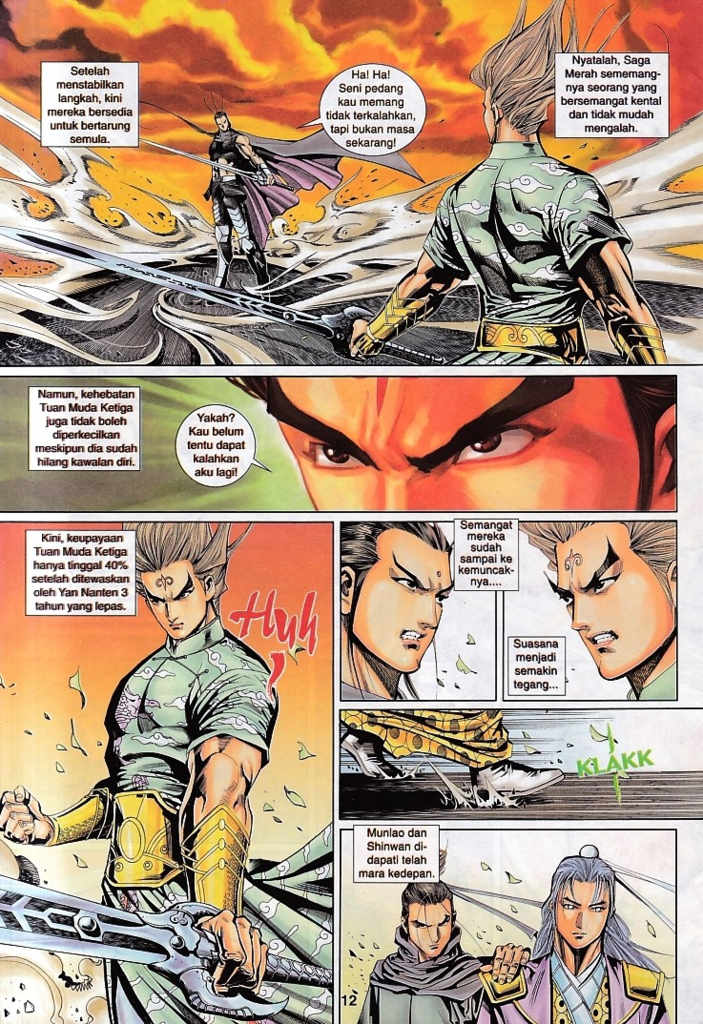 Setelah
menstabilkan
langkah, kini
mereka bersedia
untuk bertarung
semula.
Ha! Ha!
Seni pedang
kau memang
tidak terkalahkan,
tapi bukan masa
sekarang!
Nyatalah, Saga
Merah sememang-
nya seorang yang
bersemangat kental
dan tidak mudah
mengalah.
Namun, kehebatan
Tuan Muda Ketiga
juga tidak boleh
diperkecilkan
meskipun dia sudah
hilang kawalan diri.
Yakah?
Kau belum
tentu dapat
kalahkan
aku lagi!
Kini, keupayaan
Tuan Muda Ketiga
hanya tinggal 40%
setelah ditewaskan
oleh Yan Nanten 3
tahun yang lepas.
Huh
Semangat
mereka
sudah
sampai ke
kemuncak-
nya....
Suasana
menjadi
semakin
tegang...
KLAKK
Munlao dan
Shinwan di-
dapati telah
mara kedepan.
12